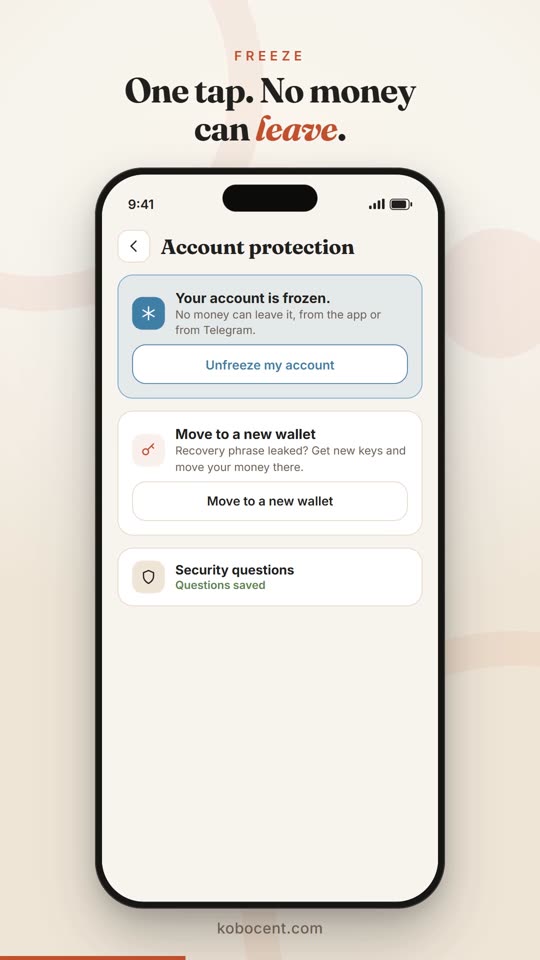 FREEZE
One tap. No money
can leave.
9:41
Account protection
Your account is frozen.
No money can leave it, from the app or
from Telegram.
Unfreeze my account
Move to a new wallet
Recovery phrase leaked? Get new keys and
move your money there.
Move to a new wallet
Security questions
Questions saved
kobocent.com